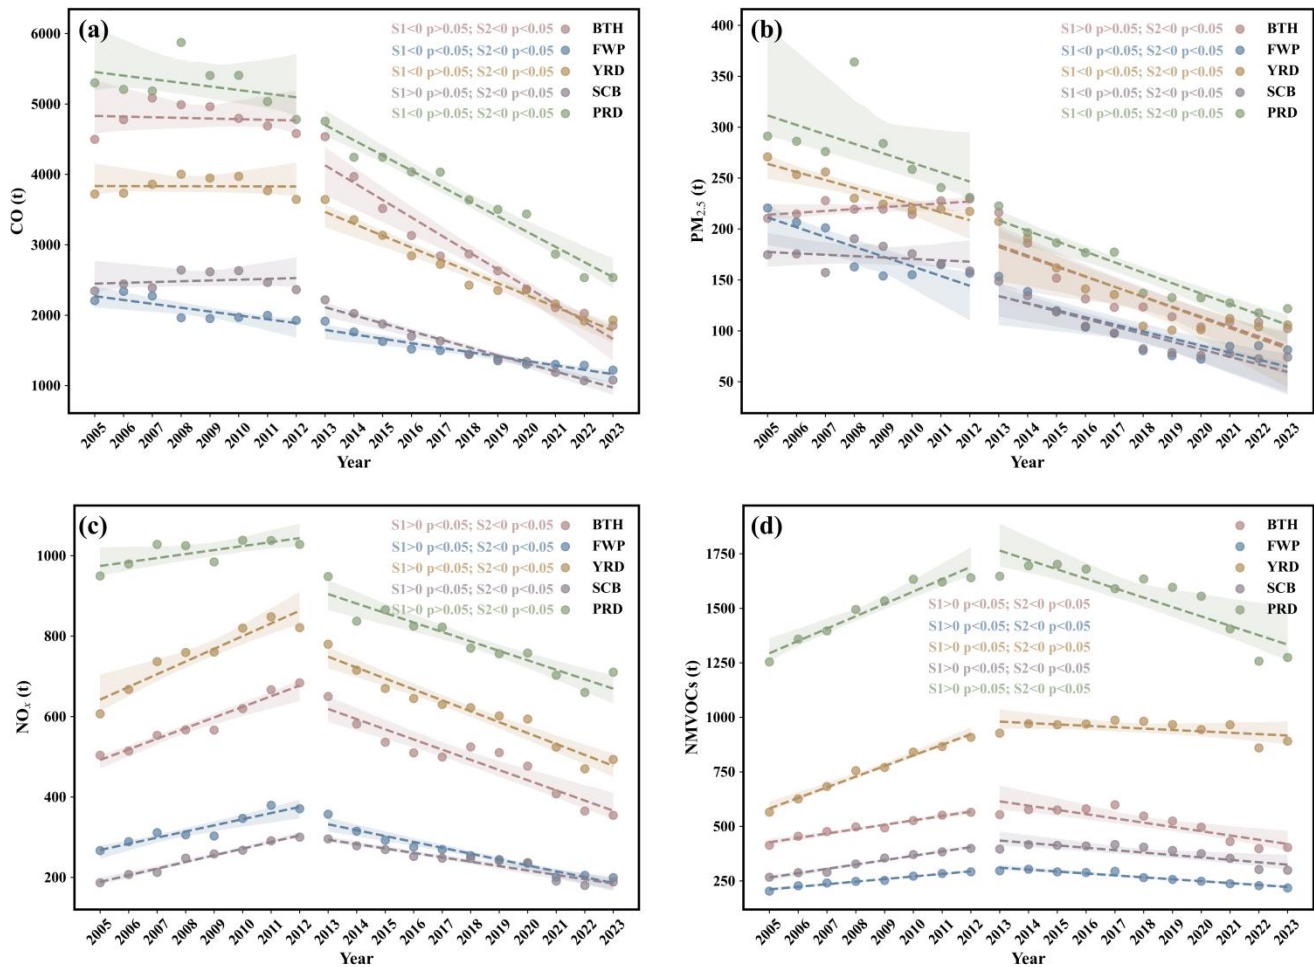 (a)
S1<0 p>0.05; S2<0 p<0.05 BTH
S1<0 p<0.05; S2<0 p<0.05 FWP
S1<0 p>0.05; S2<0 p<0.05 YRD
S1>0 p>0.05; S2<0 p<0.05 SCB
S1<0 p>0.05; S2<0 p<0.05 PRD
6000
5000
4000
3000
2000
1000
CO (t)
2005 2006 2007 2008 2009 2010 2011 2012 2013 2014 2015 2016 2017 2018 2019 2020 2021 2022 2023
Year
(b)
S1>0 p>0.05; S2<0 p<0.05 BTH
S1<0 p<0.05; S2<0 p<0.05 FWP
S1<0 p<0.05; S2<0 p<0.05 YRD
S1<0 p>0.05; S2<0 p<0.05 SCB
S1<0 p>0.05; S2<0 p<0.05 PRD
400
350
300
250
200
150
100
50
PM2.5 (t)
2005 2006 2007 2008 2009 2010 2011 2012 2013 2014 2015 2016 2017 2018 2019 2020 2021 2022 2023
Year
(c)
S1>0 p<0.05; S2<0 p<0.05 BTH
S1>0 p<0.05; S2<0 p<0.05 FWP
S1>0 p<0.05; S2<0 p<0.05 YRD
S1>0 p<0.05; S2<0 p<0.05 SCB
S1>0 p>0.05; S2<0 p<0.05 PRD
1000
800
600
400
200
NOx (t)
2005 2006 2007 2008 2009 2010 2011 2012 2013 2014 2015 2016 2017 2018 2019 2020 2021 2022 2023
Year
(d)
BTH
FWP
YRD
SCB
PRD
S1>0 p<0.05; S2<0 p<0.05
S1>0 p<0.05; S2<0 p<0.05
S1>0 p<0.05; S2<0 p>0.05
S1>0 p<0.05; S2<0 p<0.05
S1>0 p>0.05; S2<0 p<0.05
1750
1500
1250
1000
750
500
250
NMVOCs (t)
2005 2006 2007 2008 2009 2010 2011 2012 2013 2014 2015 2016 2017 2018 2019 2020 2021 2022 2023
Year